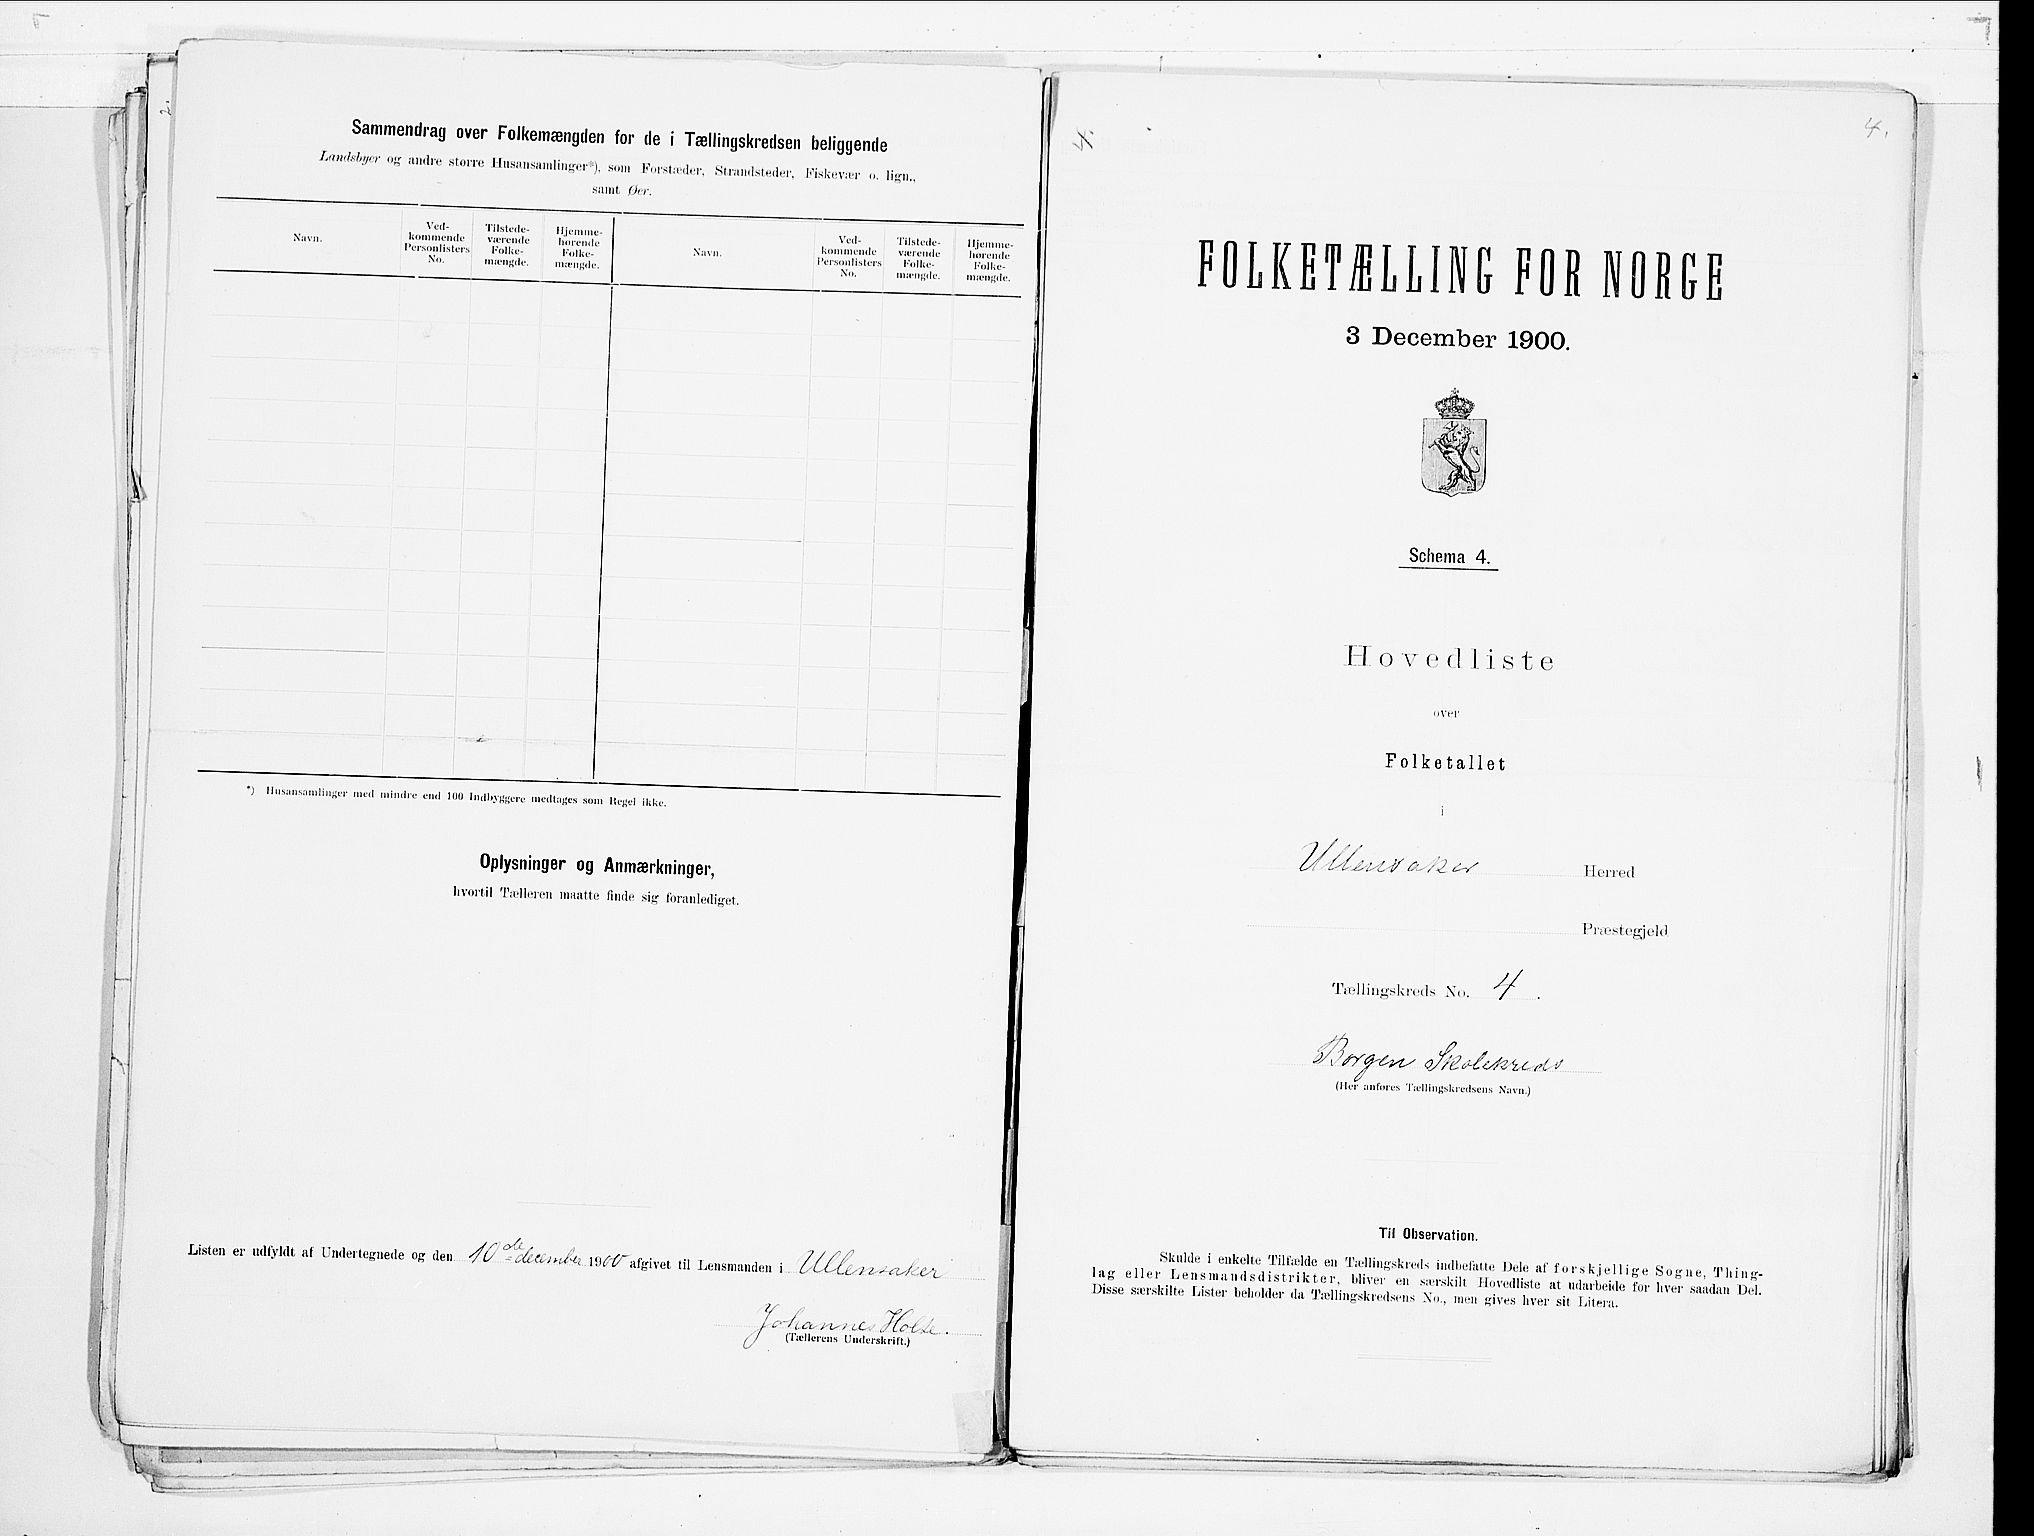 Sammendrag over Folkemængden for de i Tællingskredsen beliggende
Landsbyer og andre større Husansamlinger*), som Forstæder, Strandsteder, Fiskevær o. lign.,
samt Øer.
Navn.
Ved-
kommende
Personlisters
No.
Tilstede-
værende
Folke-
mængde.
Hjemme-
hørende
Folke-
mængde.
Navn.
Ved-
kommende
Personlisters
No.
Tilstede-
værende
Folke-
mængde.
Hjemme-
hørende
Folke-
mængde.
*) Husansamlinger med mindre end 100 Indbyggere medtages som Regel ikke.
Oplysninger og Anmærkninger,
hvortil Tælleren maatte finde sig foranlediget.
Listen er udfyldt af Undertegnede og den 10de december 1900 afgivet til Lensmanden i Ullensaker
Johannes Holte.
(Tællerens Underskrift.)
4.
4.
FOLKETÆLLING FOR NORGE
3 December 1900.
Schema 4.
Hovedliste
over
Folketallet
i
Ullensaker Herred
Præstegjeld
Tællingskreds No. 4.
Borgen Skolekreds
(Her anføres Tællingskredsens Navn.)
Til Observation.
Skulde i enkelte Tilfælde en Tællingskreds indbefatte Dele af forskjellige Sogne, Thing-
lag eller Lensmandsdistrikter, bliver en særskilt Hovedliste at udarbeide for hver saadan Del.
Disse særskilte Lister beholder da Tællingskredsens No., men gives hver sit Litera.